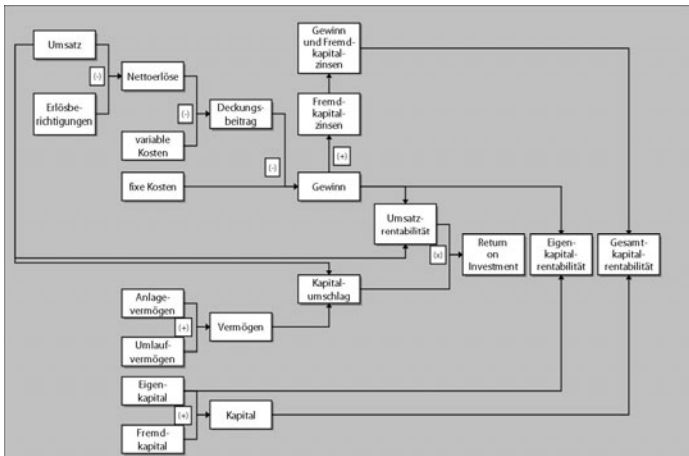 Umsatz
(-)
Erlösbe-
richtigungen
Nettoerlöse
(-)
variable
Kosten
Deckungs-
beitrag
(-)
fixe Kosten
Gewinn
und Fremd-
kapital-
zinsen
Fremd-
kapital-
zinsen
(+)
Gewinn
Umsatz-
rentabilität
(x)
Kapital-
umschlag
Return
on
Investment
Eigen-
kapital-
rentabilität
Gesamt-
kapital-
rentabilität
Anlage-
vermögen
(+)
Umlauf-
vermögen
Vermögen
Eigen-
kapital
(+)
Fremd-
kapital
Kapital